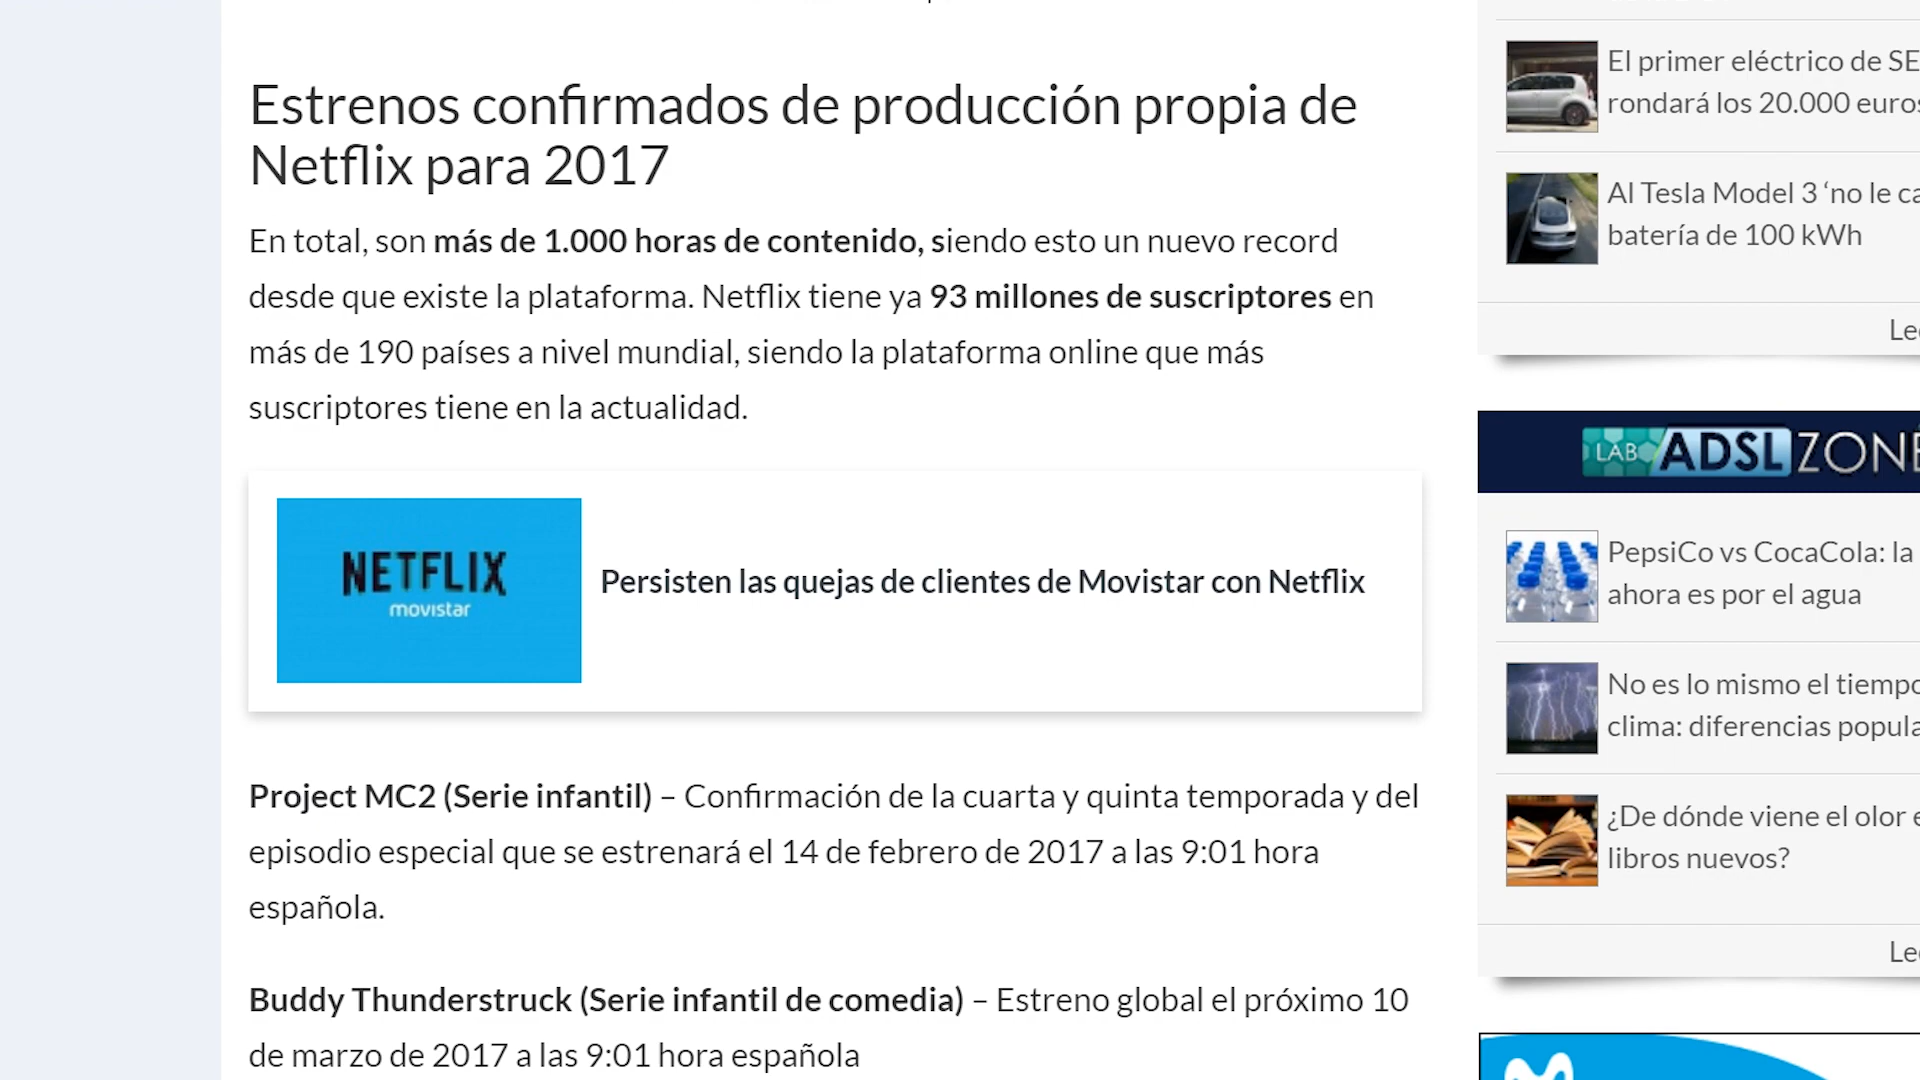 Estrenos confirmados de producción propia de
Netflix para 2017
En total, son más de 1.000 horas de contenido, siendo esto un nuevo record
desde que existe la plataforma. Netflix tiene ya 93 millones de suscriptores en
más de 190 países a nivel mundial, siendo la plataforma online que más
suscriptores tiene en la actualidad.
NETFLIX
movistar
Persisten las quejas de clientes de Movistar con Netflix
Project MC2 (Serie infantil) – Confirmación de la cuarta y quinta temporada y del
episodio especial que se estrenará el 14 de febrero de 2017 a las 9:01 hora
española.
Buddy Thunderstruck (Serie infantil de comedia) – Estreno global el próximo 10
de marzo de 2017 a las 9:01 hora española
El primer eléctrico de SE
rondará los 20.000 euros
Al Tesla Model 3 ‘no le ca
batería de 100 kWh
Le
LAB ADSLZONE
PepsiCo vs CocaCola: la
ahora es por el agua
No es lo mismo el tiempo
clima: diferencias popula
¿De dónde viene el olor e
libros nuevos?
Le